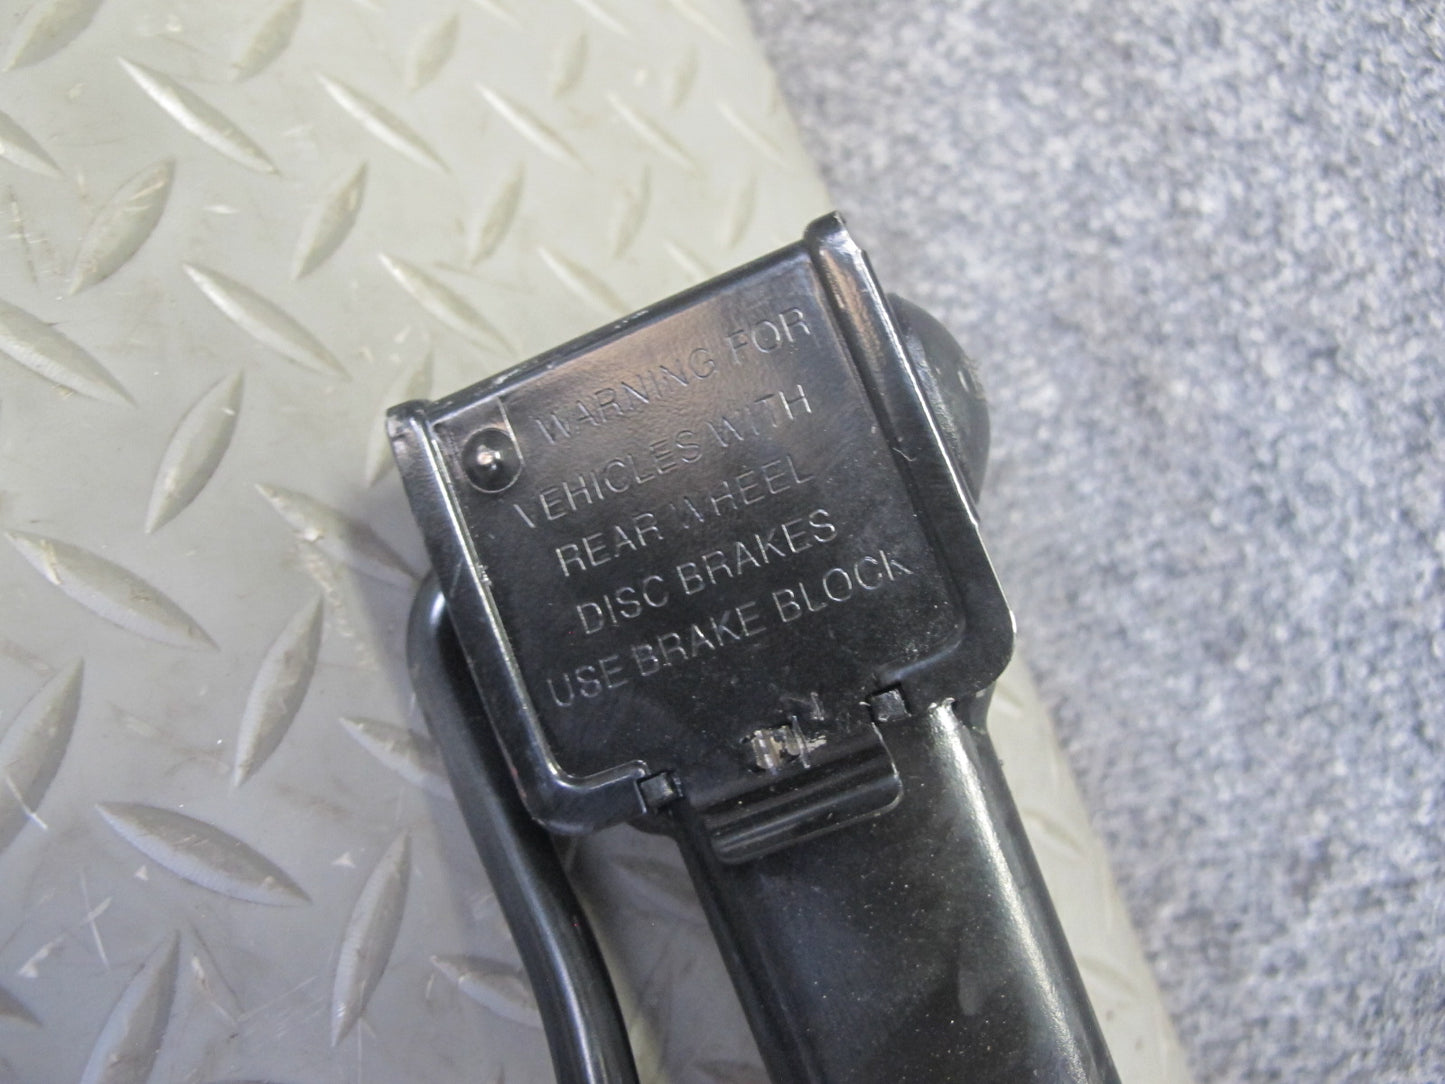 WARNING FOR
VEHICLES WITH
REAR WHEEL
DISC BRAKES
USE BRAKE BLOCK